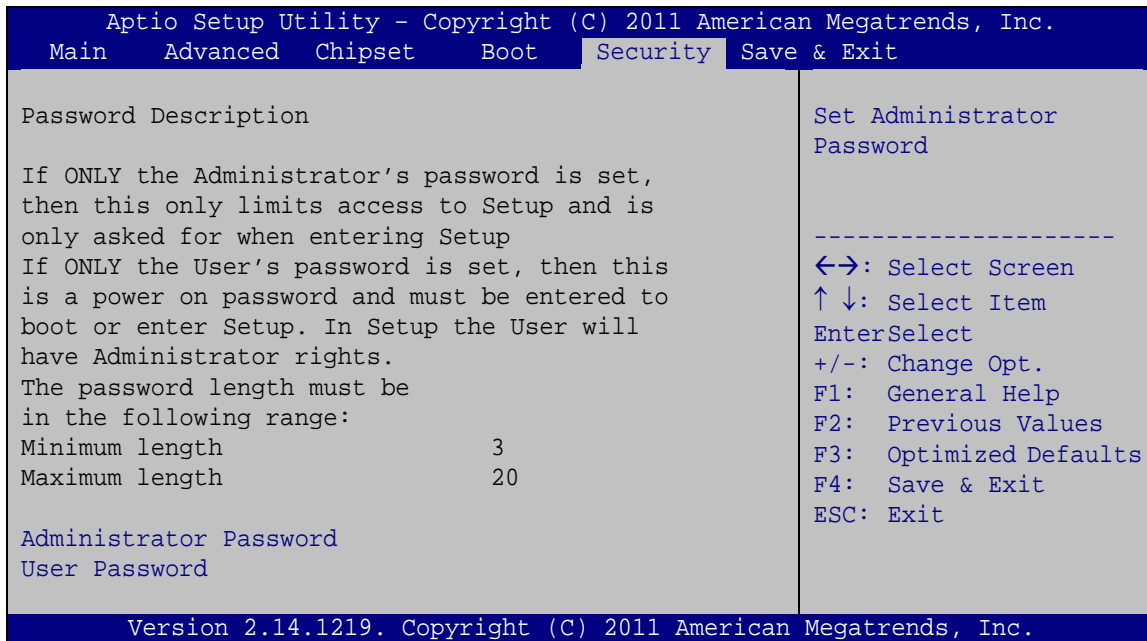 Aptio Setup Utility – Copyright (C) 2011 American Megatrends, Inc.
Main Advanced Chipset Boot Security Save & Exit
Password Description
If ONLY the Administrator’s password is set,
then this only limits access to Setup and is
only asked for when entering Setup
If ONLY the User’s password is set, then this
is a power on password and must be entered to
boot or enter Setup. In Setup the User will
have Administrator rights.
The password length must be
in the following range:
Minimum length 3
Maximum length 20
Administrator Password
User Password
Set Administrator
Password
---------------------
←→: Select Screen
↑ ↓: Select Item
EnterSelect
+/-: Change Opt.
F1: General Help
F2: Previous Values
F3: Optimized Defaults
F4: Save & Exit
ESC: Exit
Version 2.14.1219. Copyright (C) 2011 American Megatrends, Inc.